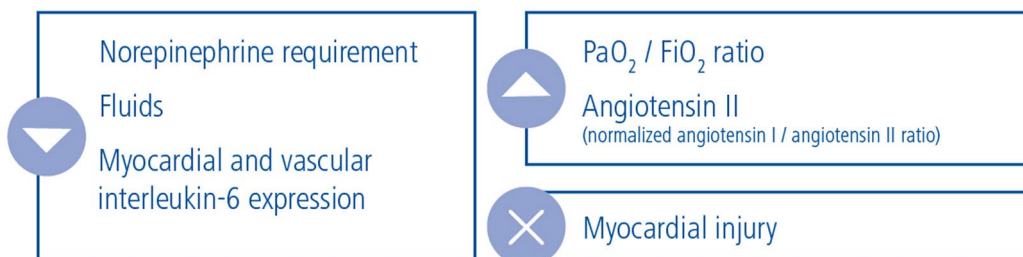 Norepinephrine requirement
Fluids
Myocardial and vascular
interleukin-6 expression
PaO₂ / FiO₂ ratio
Angiotensin II
(normalized angiotensin I / angiotensin II ratio)
Myocardial injury